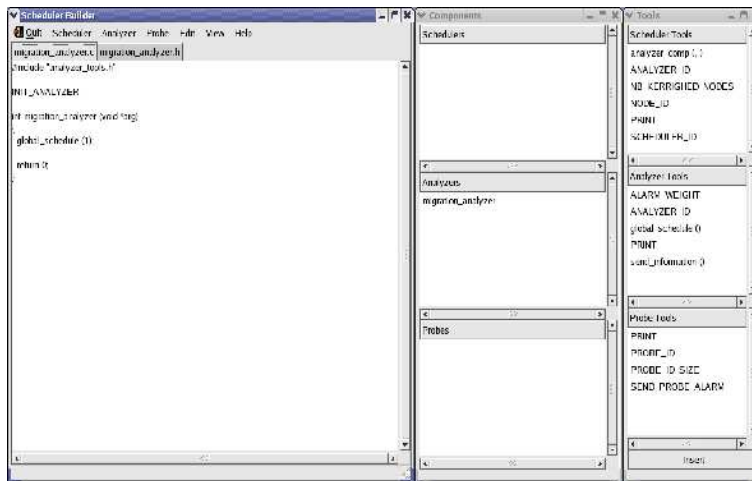 Scheduler Builder
Quit Scheduler Analyzer Probe Edit View Help
migration_analyzer.c migration_analyzer.h
#include "analyzer_tools.h"
INIT_ANALYZER
int migration_analyzer (void *arg)
{
global_schedule (1);
return 0;
}
Components
Schedulers
Analyzers
migration_analyzer
Probes
Tools
Scheduler Tools
analyzer_comp (, )
ANALYZER_ID
NB_KERRIGHED_NODES
NODE_ID
PRINT
SCHEDULER_ID
Analyzer Tools
ALARM_WEIGHT
ANALYZER_ID
global_schedule ()
PRINT
send_information ()
Probe Tools
PRINT
PROBE_ID
PROBE_ID_SIZE
SEND_PROBE_ALARM
Insert